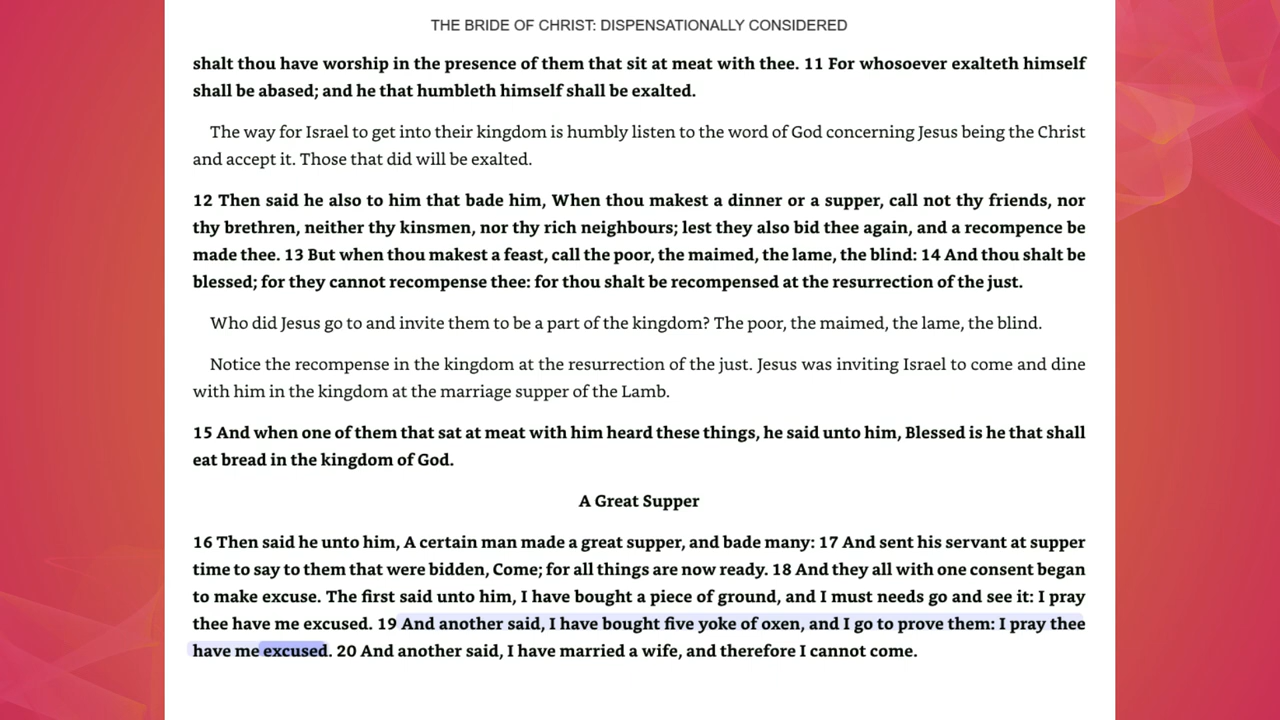 THE BRIDE OF CHRIST: DISPENSATIONALLY CONSIDERED
shalt thou have worship in the presence of them that sit at meat with thee. 11 For whosoever exalteth himself
shall be abased; and he that humbleth himself shall be exalted.
The way for Israel to get into their kingdom is humbly listen to the word of God concerning Jesus being the Christ
and accept it. Those that did will be exalted.
12 Then said he also to him that bade him, When thou makest a dinner or a supper, call not thy friends, nor
thy brethren, neither thy kinsmen, nor thy rich neighbours; lest they also bid thee again, and a recompence be
made thee. 13 But when thou makest a feast, call the poor, the maimed, the lame, the blind: 14 And thou shalt be
blessed; for they cannot recompense thee: for thou shalt be recompensed at the resurrection of the just.
Who did Jesus go to and invite them to be a part of the kingdom? The poor, the maimed, the lame, the blind.
Notice the recompense in the kingdom at the resurrection of the just. Jesus was inviting Israel to come and dine
with him in the kingdom at the marriage supper of the Lamb.
15 And when one of them that sat at meat with him heard these things, he said unto him, Blessed is he that shall
eat bread in the kingdom of God.
A Great Supper
16 Then said he unto him, A certain man made a great supper, and bade many: 17 And sent his servant at supper
time to say to them that were bidden, Come; for all things are now ready. 18 And they all with one consent began
to make excuse. The first said unto him, I have bought a piece of ground, and I must needs go and see it: I pray
thee have me excused. 19 And another said, I have bought five yoke of oxen, and I go to prove them: I pray thee
have me excused. 20 And another said, I have married a wife, and therefore I cannot come.